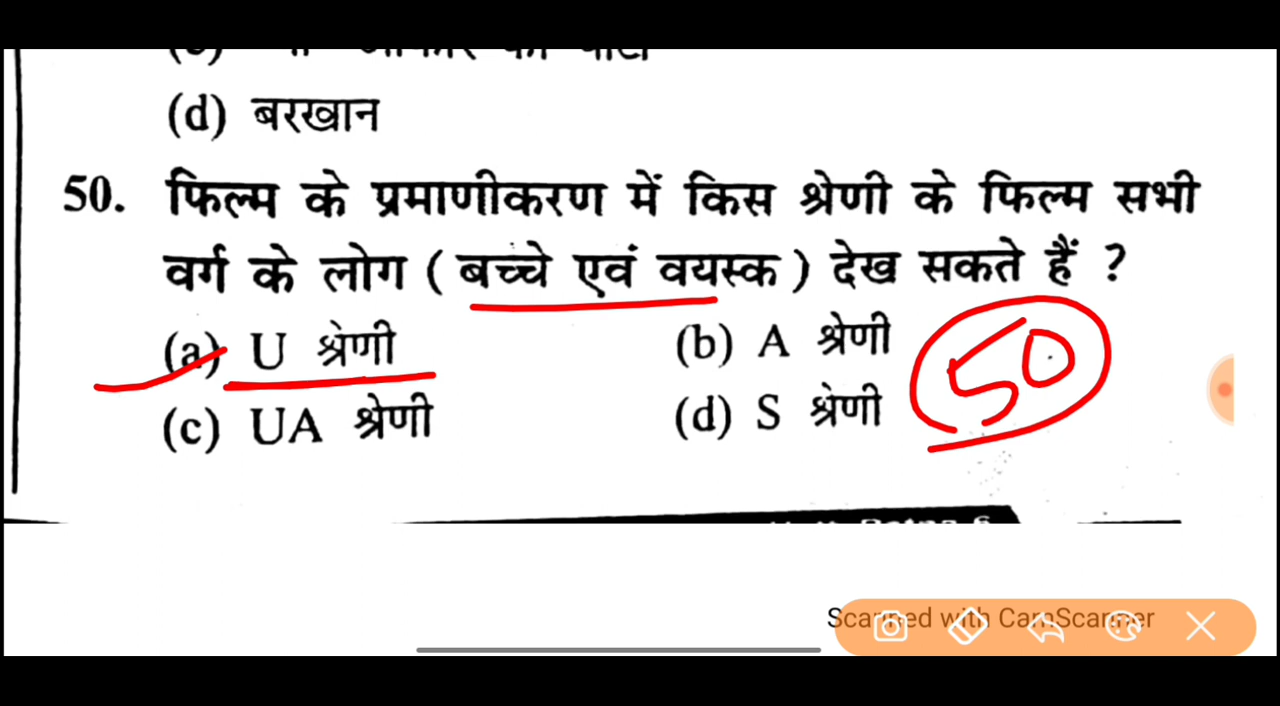 (d) बरखान
50. फिल्म के प्रमाणीकरण में किस श्रेणी के फिल्म सभी
वर्ग के लोग ( बच्चे एवं वयस्क ) देख सकते हैं ?
(a) U श्रेणी (b) A श्रेणी
(c) UA श्रेणी (d) S श्रेणी
50
Scanned with CamScanner